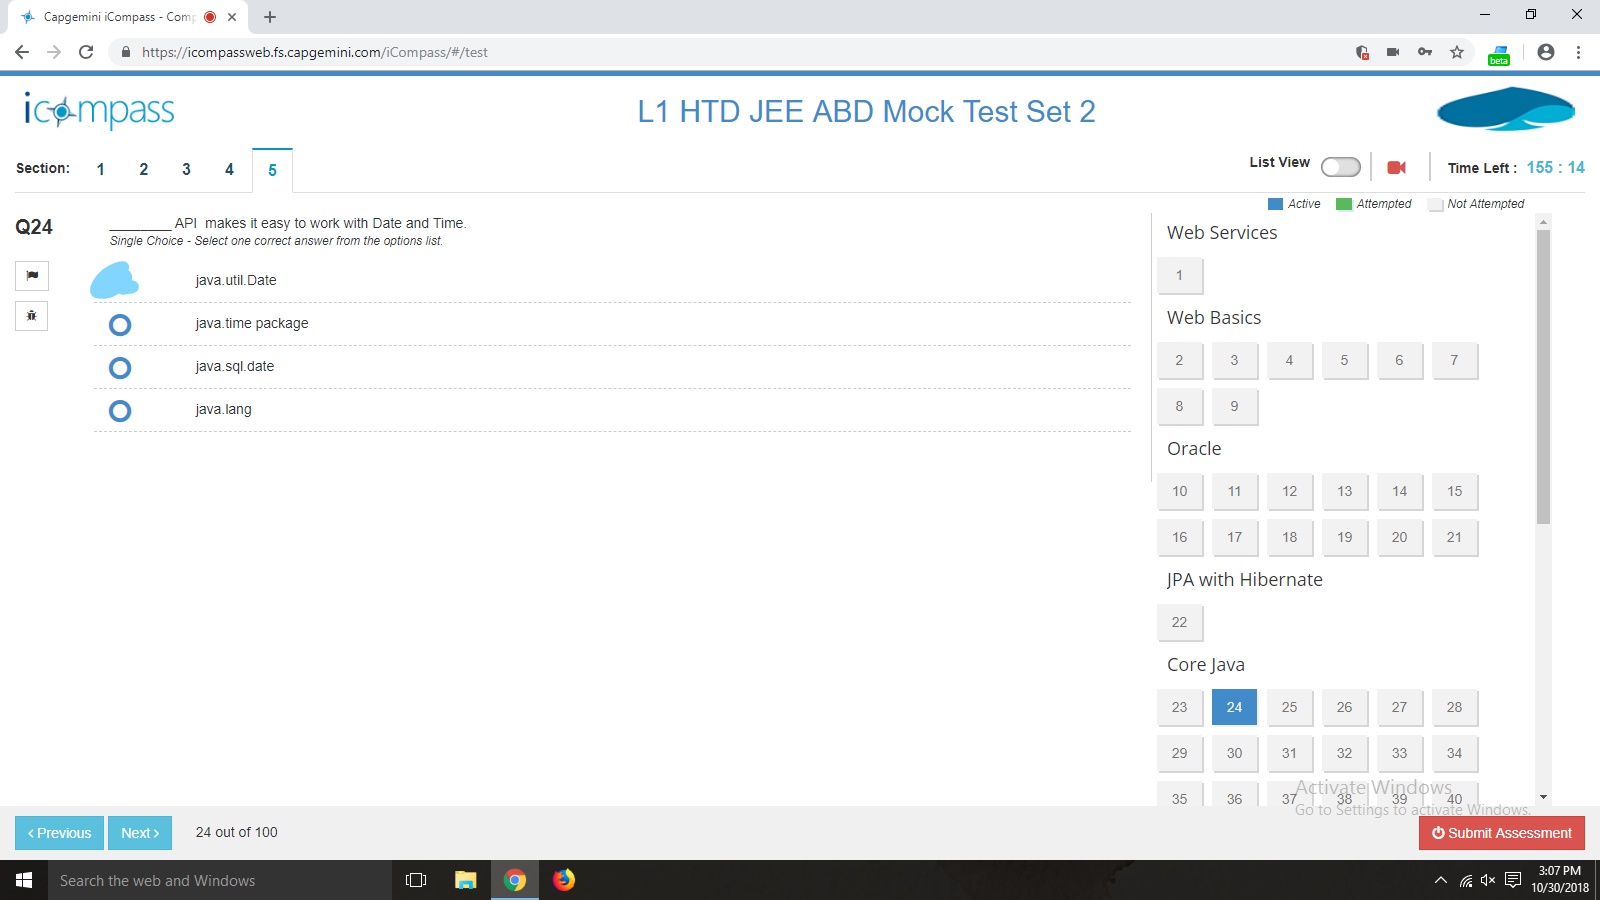 Capgemini iCompass - Comp
https://icompassweb.fs.capgemini.com/iCompass/#/test
beta
icompass
L1 HTD JEE ABD Mock Test Set 2
Section: 1 2 3 4 5
List View
Time Left : 155 : 14
Active Attempted Not Attempted
Q24
________ API makes it easy to work with Date and Time.
Single Choice - Select one correct answer from the options list.
java.util.Date
java.time package
java.sql.date
java.lang
Web Services
1
Web Basics
2 3 4 5 6 7
8 9
Oracle
10 11 12 13 14 15
16 17 18 19 20 21
JPA with Hibernate
22
Core Java
23 24 25 26 27 28
29 30 31 32 33 34
35 36 37 38 39 40
Activate Windows
Go to Settings to activate Windows.
Previous Next 24 out of 100
Submit Assessment
Search the web and Windows
3:07 PM
10/30/2018